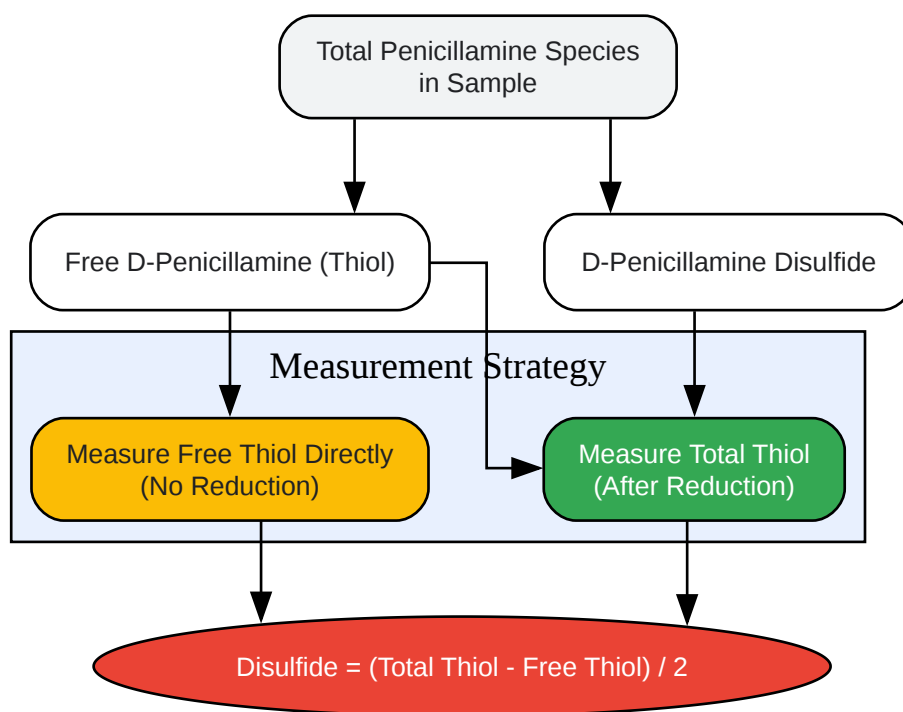 Total Penicillamine Species
in Sample
Free D-Penicillamine (Thiol)
D-Penicillamine Disulfide
Measurement Strategy
Measure Free Thiol Directly
(No Reduction)
Measure Total Thiol
(After Reduction)
Disulfide = (Total Thiol - Free Thiol) / 2